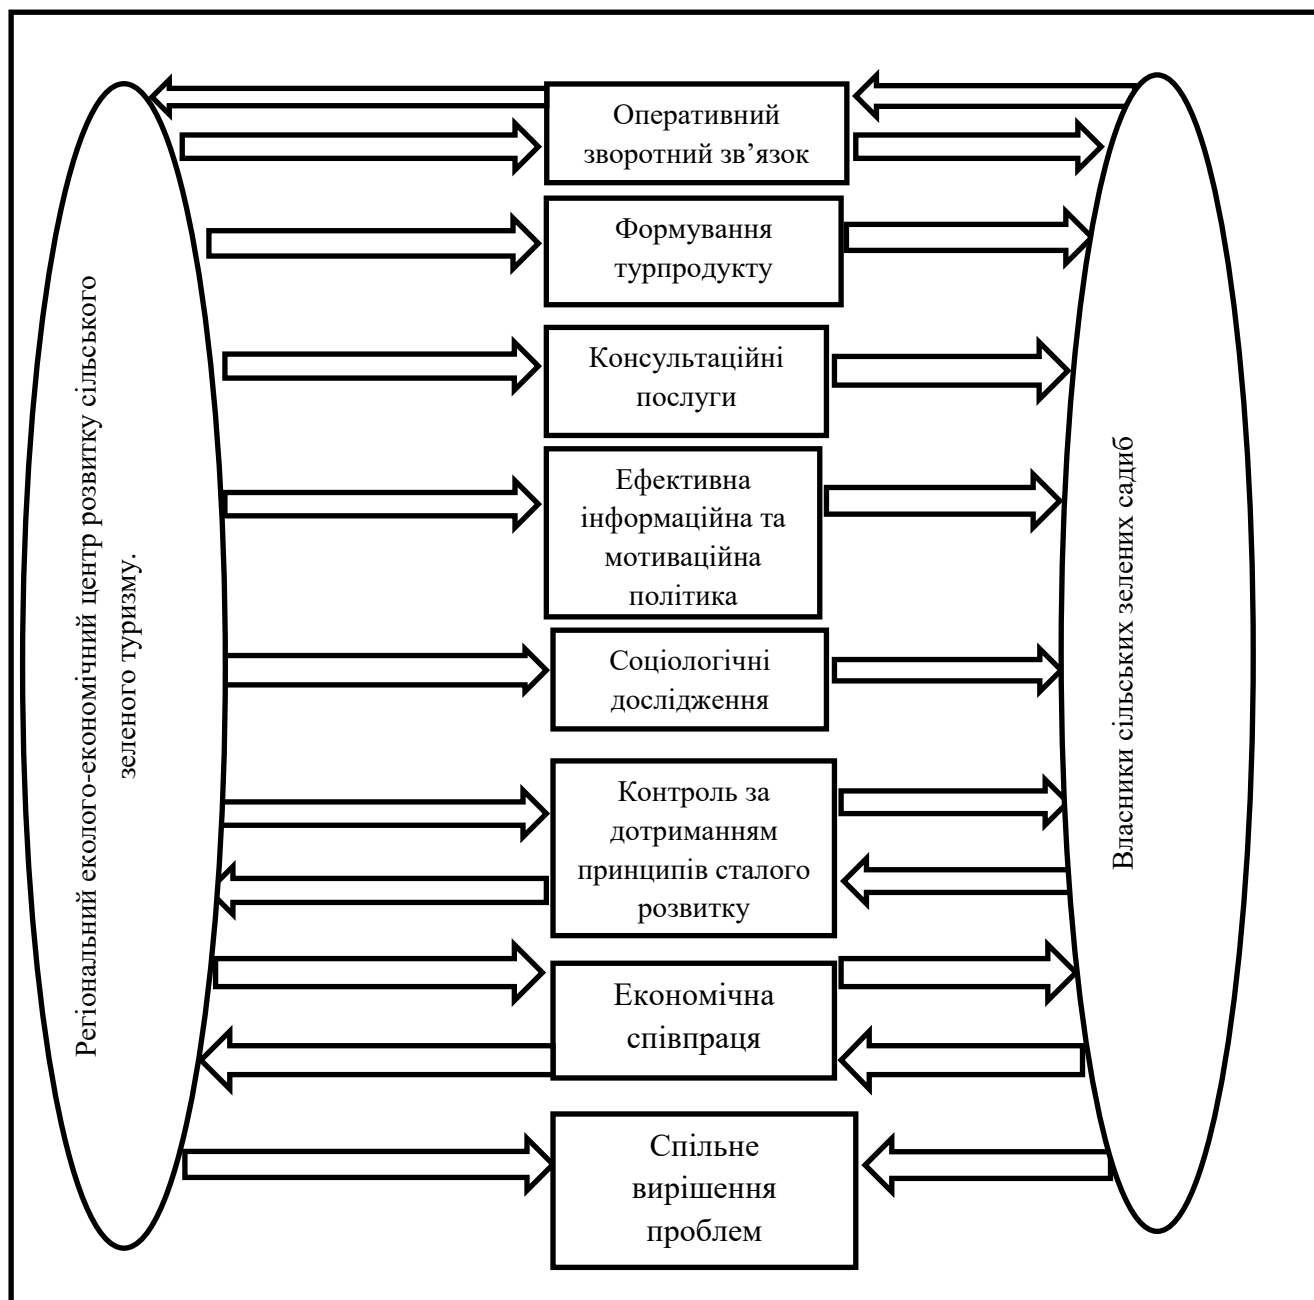 Регіональний еколого-економічний центр розвитку сільського
зеленого туризму.
Оперативний
зворотний зв’язок
Формування
турпродукту
Консультаційні
послуги
Ефективна
інформаційна та
мотиваційна
політика
Соціологічні
дослідження
Контроль за
дотриманням
принципів сталого
розвитку
Економічна
співпраця
Спільне
вирішення
проблем
Власники сільських зелених садиб